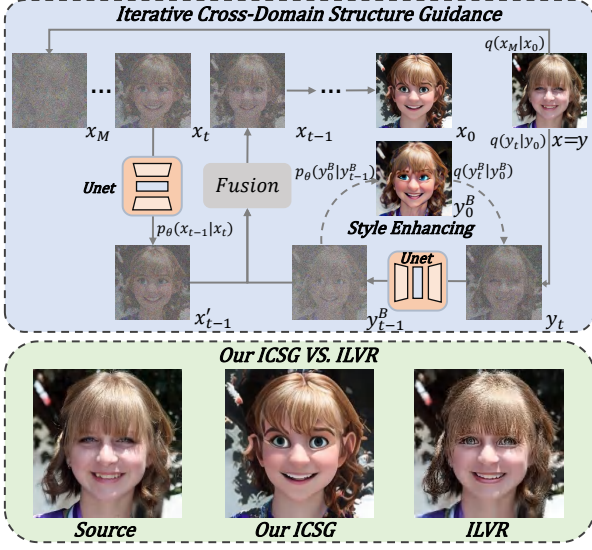 Iterative Cross-Domain Structure Guidance
q(x_M|x_0)
... ...
x_M x_t x_{t-1} x_0 q(y_t|y_0) x=y
Unet Fusion p_θ(y_0^B|y_{t-1}^B) q(y_t^B|y_0^B)
y_0^B
p_θ(x_{t-1}|x_t) Style Enhancing
Unet
x'_{t-1} y_{t-1}^B y_t
Our ICSG VS. ILVR
Source Our ICSG ILVR